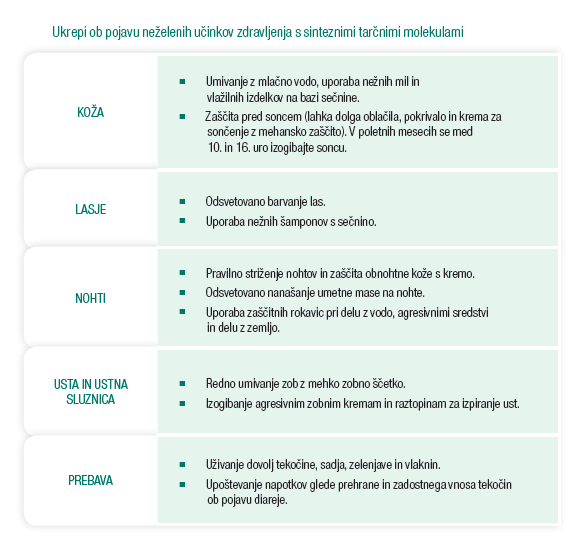 Ukrepi ob pojavu neželenih učinkov zdravljenja s sinteznimi tarčnimi molekulami
KOŽA
■ Umivanje z mlačno vodo, uporaba nežnih mil in
vlažilnih izdelkov na bazi sečnine.
■ Zaščita pred soncem (lahka dolga oblačila, pokrivalo in krema za
sončenje z mehansko zaščito). V poletnih mesecih se med
10. in 16. uro izogibajte soncu.
LASJE
■ Odsvetovano barvanje las.
■ Uporaba nežnih šamponov s sečnino.
NOHTI
■ Pravilno striženje nohtov in zaščita obnohtne kože s kremo.
■ Odsvetovano nanašanje umetne mase na nohte.
■ Uporaba zaščitnih rokavic pri delu z vodo, agresivnimi sredstvi
in delu z zemljo.
USTA IN USTNA
SLUZNICA
■ Redno umivanje zob z mehko zobno ščetko.
■ Izogibanje agresivnim zobnim kremam in raztopinam za izpiranje ust.
PREBAVA
■ Uživanje dovolj tekočine, sadja, zelenjave in vlaknin.
■ Upoštevanje napotkov glede prehrane in zadostnega vnosa tekočin
ob pojavu diareje.